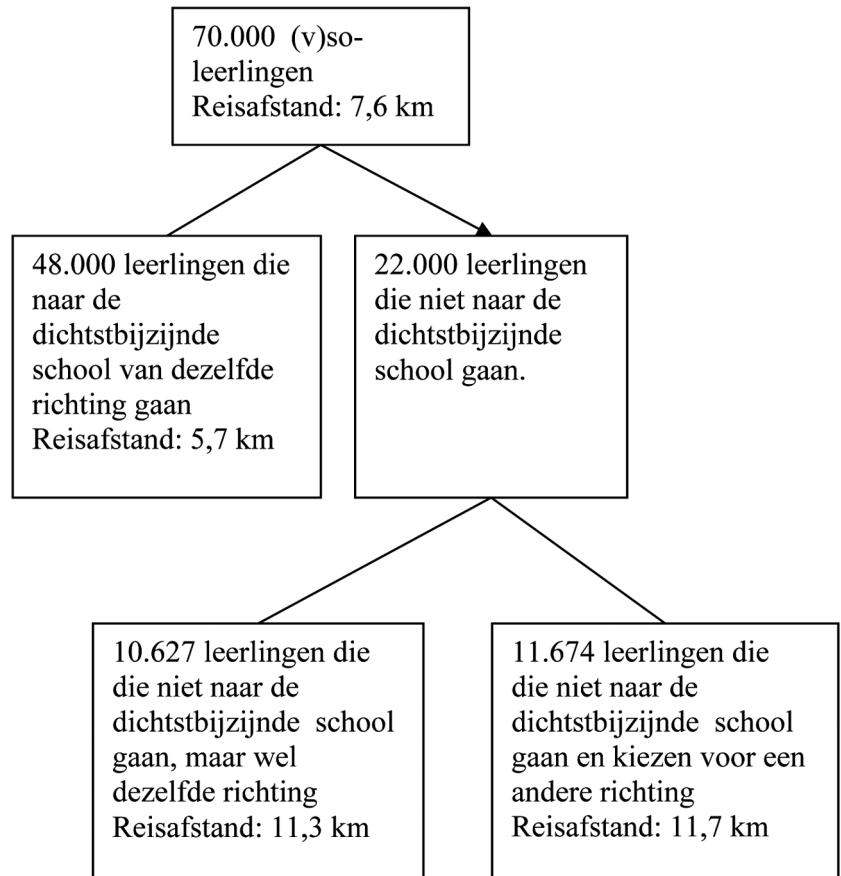 70.000 (v)so-
leerlingen
Reisafstand: 7,6 km
48.000 leerlingen die
naar de
dichtstbijzijnde
school van dezelfde
richting gaan
Reisafstand: 5,7 km
22.000 leerlingen
die niet naar de
dichtstbijzijnde
school gaan.
10.627 leerlingen die
die niet naar de
dichtstbijzijnde school
gaan, maar wel
dezelfde richting
Reisafstand: 11,3 km
11.674 leerlingen die
die niet naar de
dichtstbijzijnde school
gaan en kiezen voor een
andere richting
Reisafstand: 11,7 km